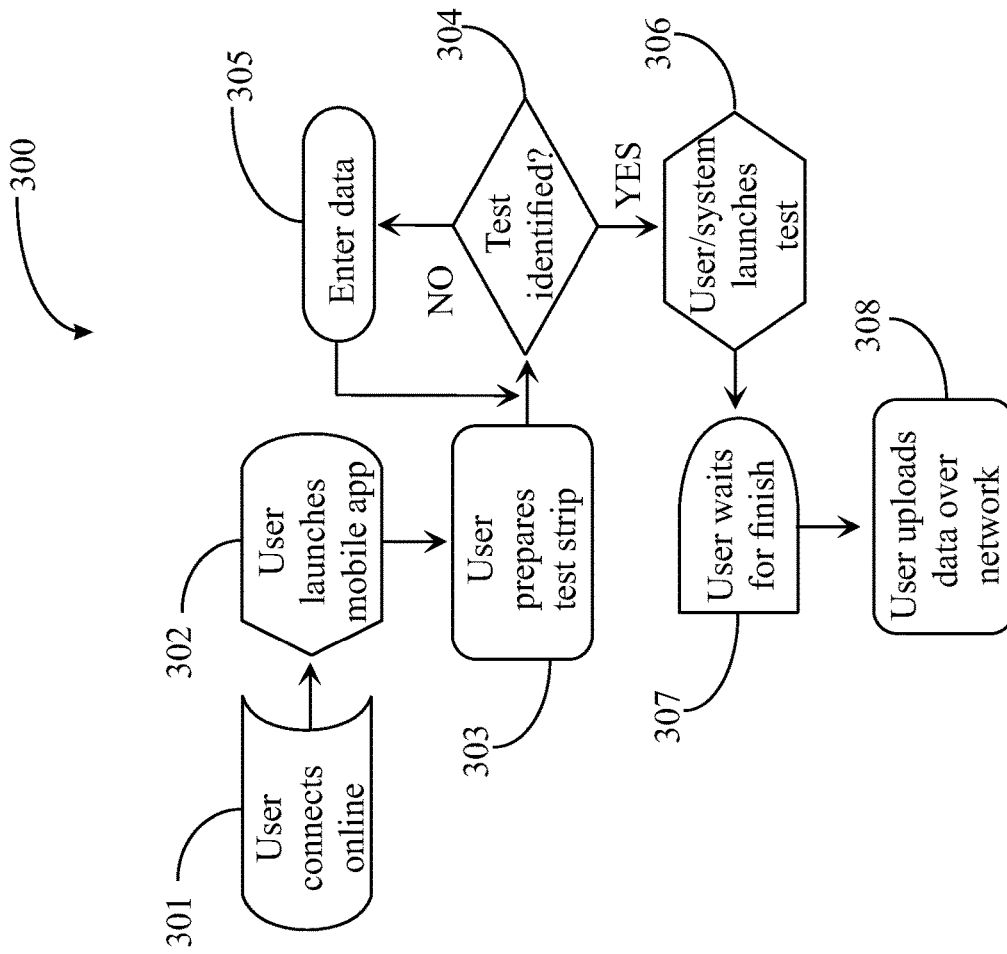 300
301
User
connects
online
302
User
launches
mobile app
303
User
prepares
test strip
304
Test
identified?
NO
YES
305
Enter data
306
User/system
launches
test
307
User waits
for finish
308
User uploads
data over
network